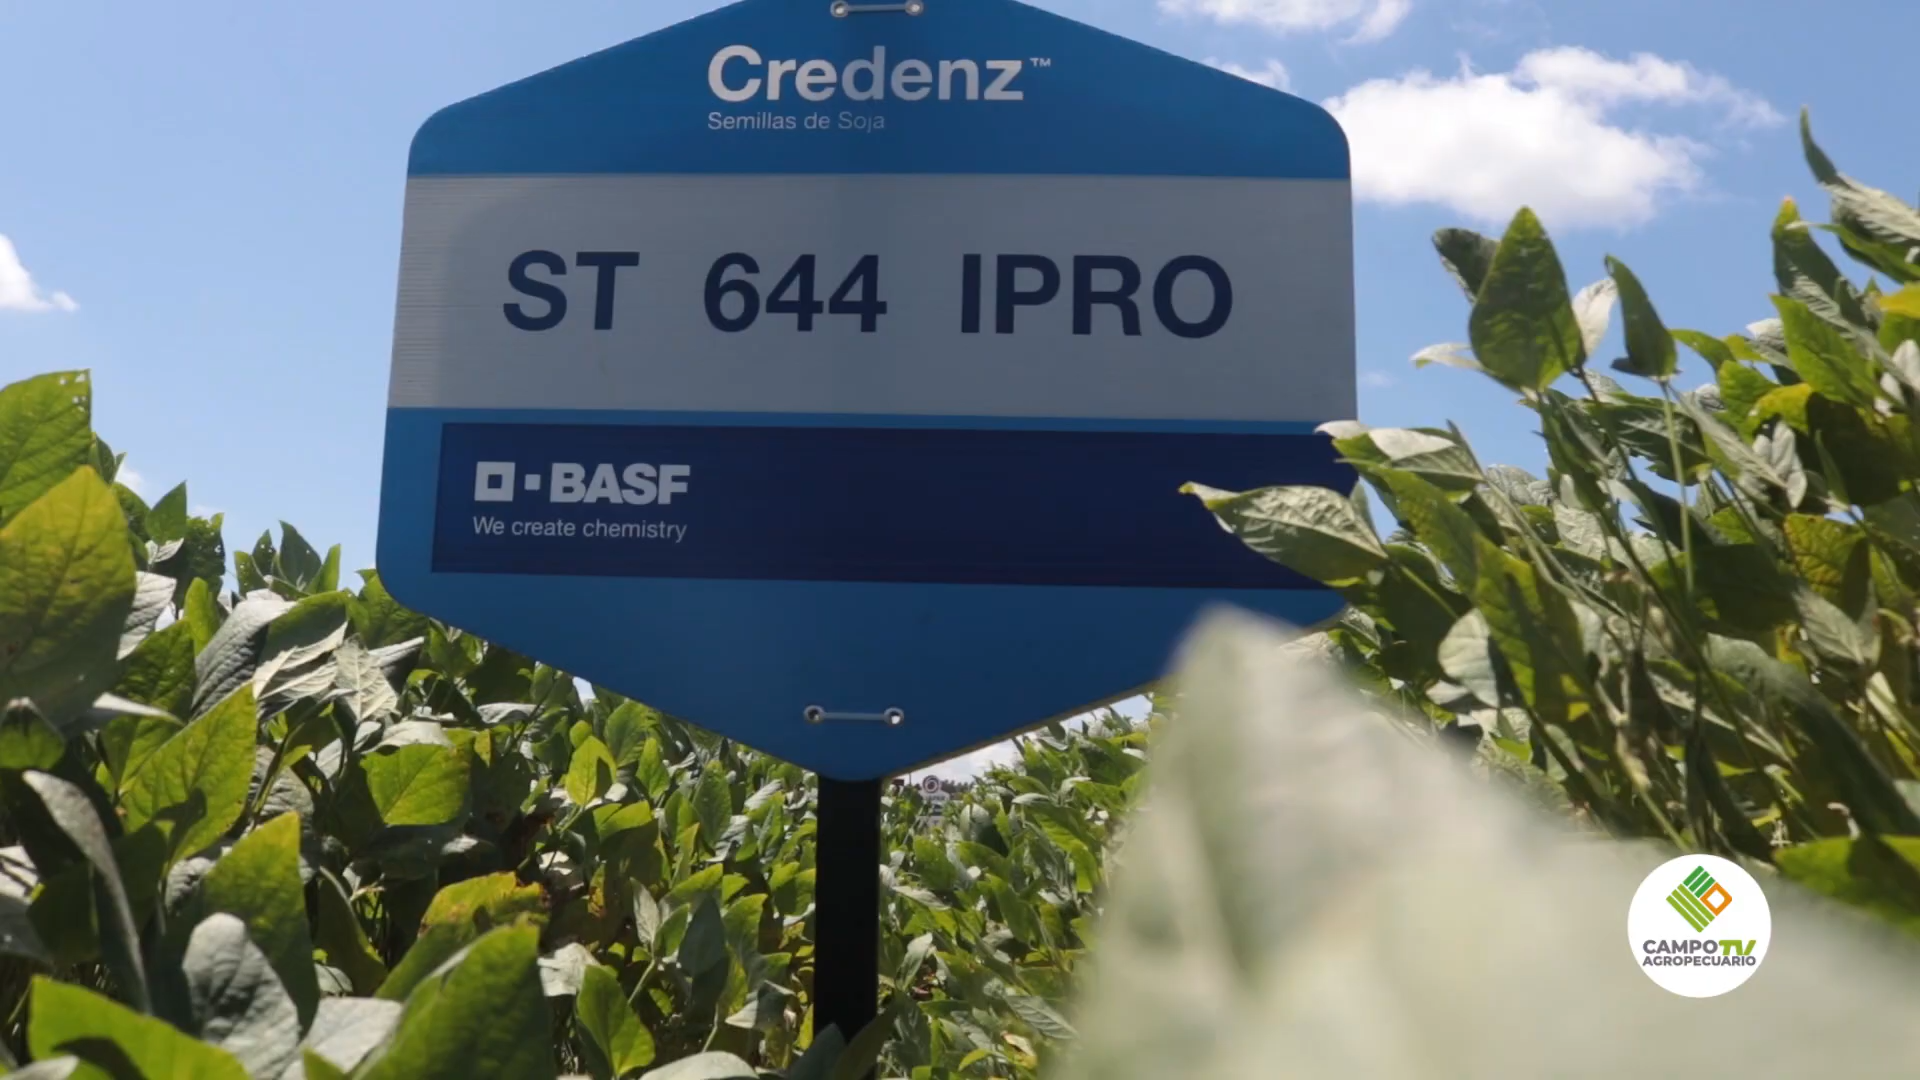 Credenz™
Semillas de Soja
ST 644 IPRO
BASF
We create chemistry
CAMPO TV
AGROPECUARIO